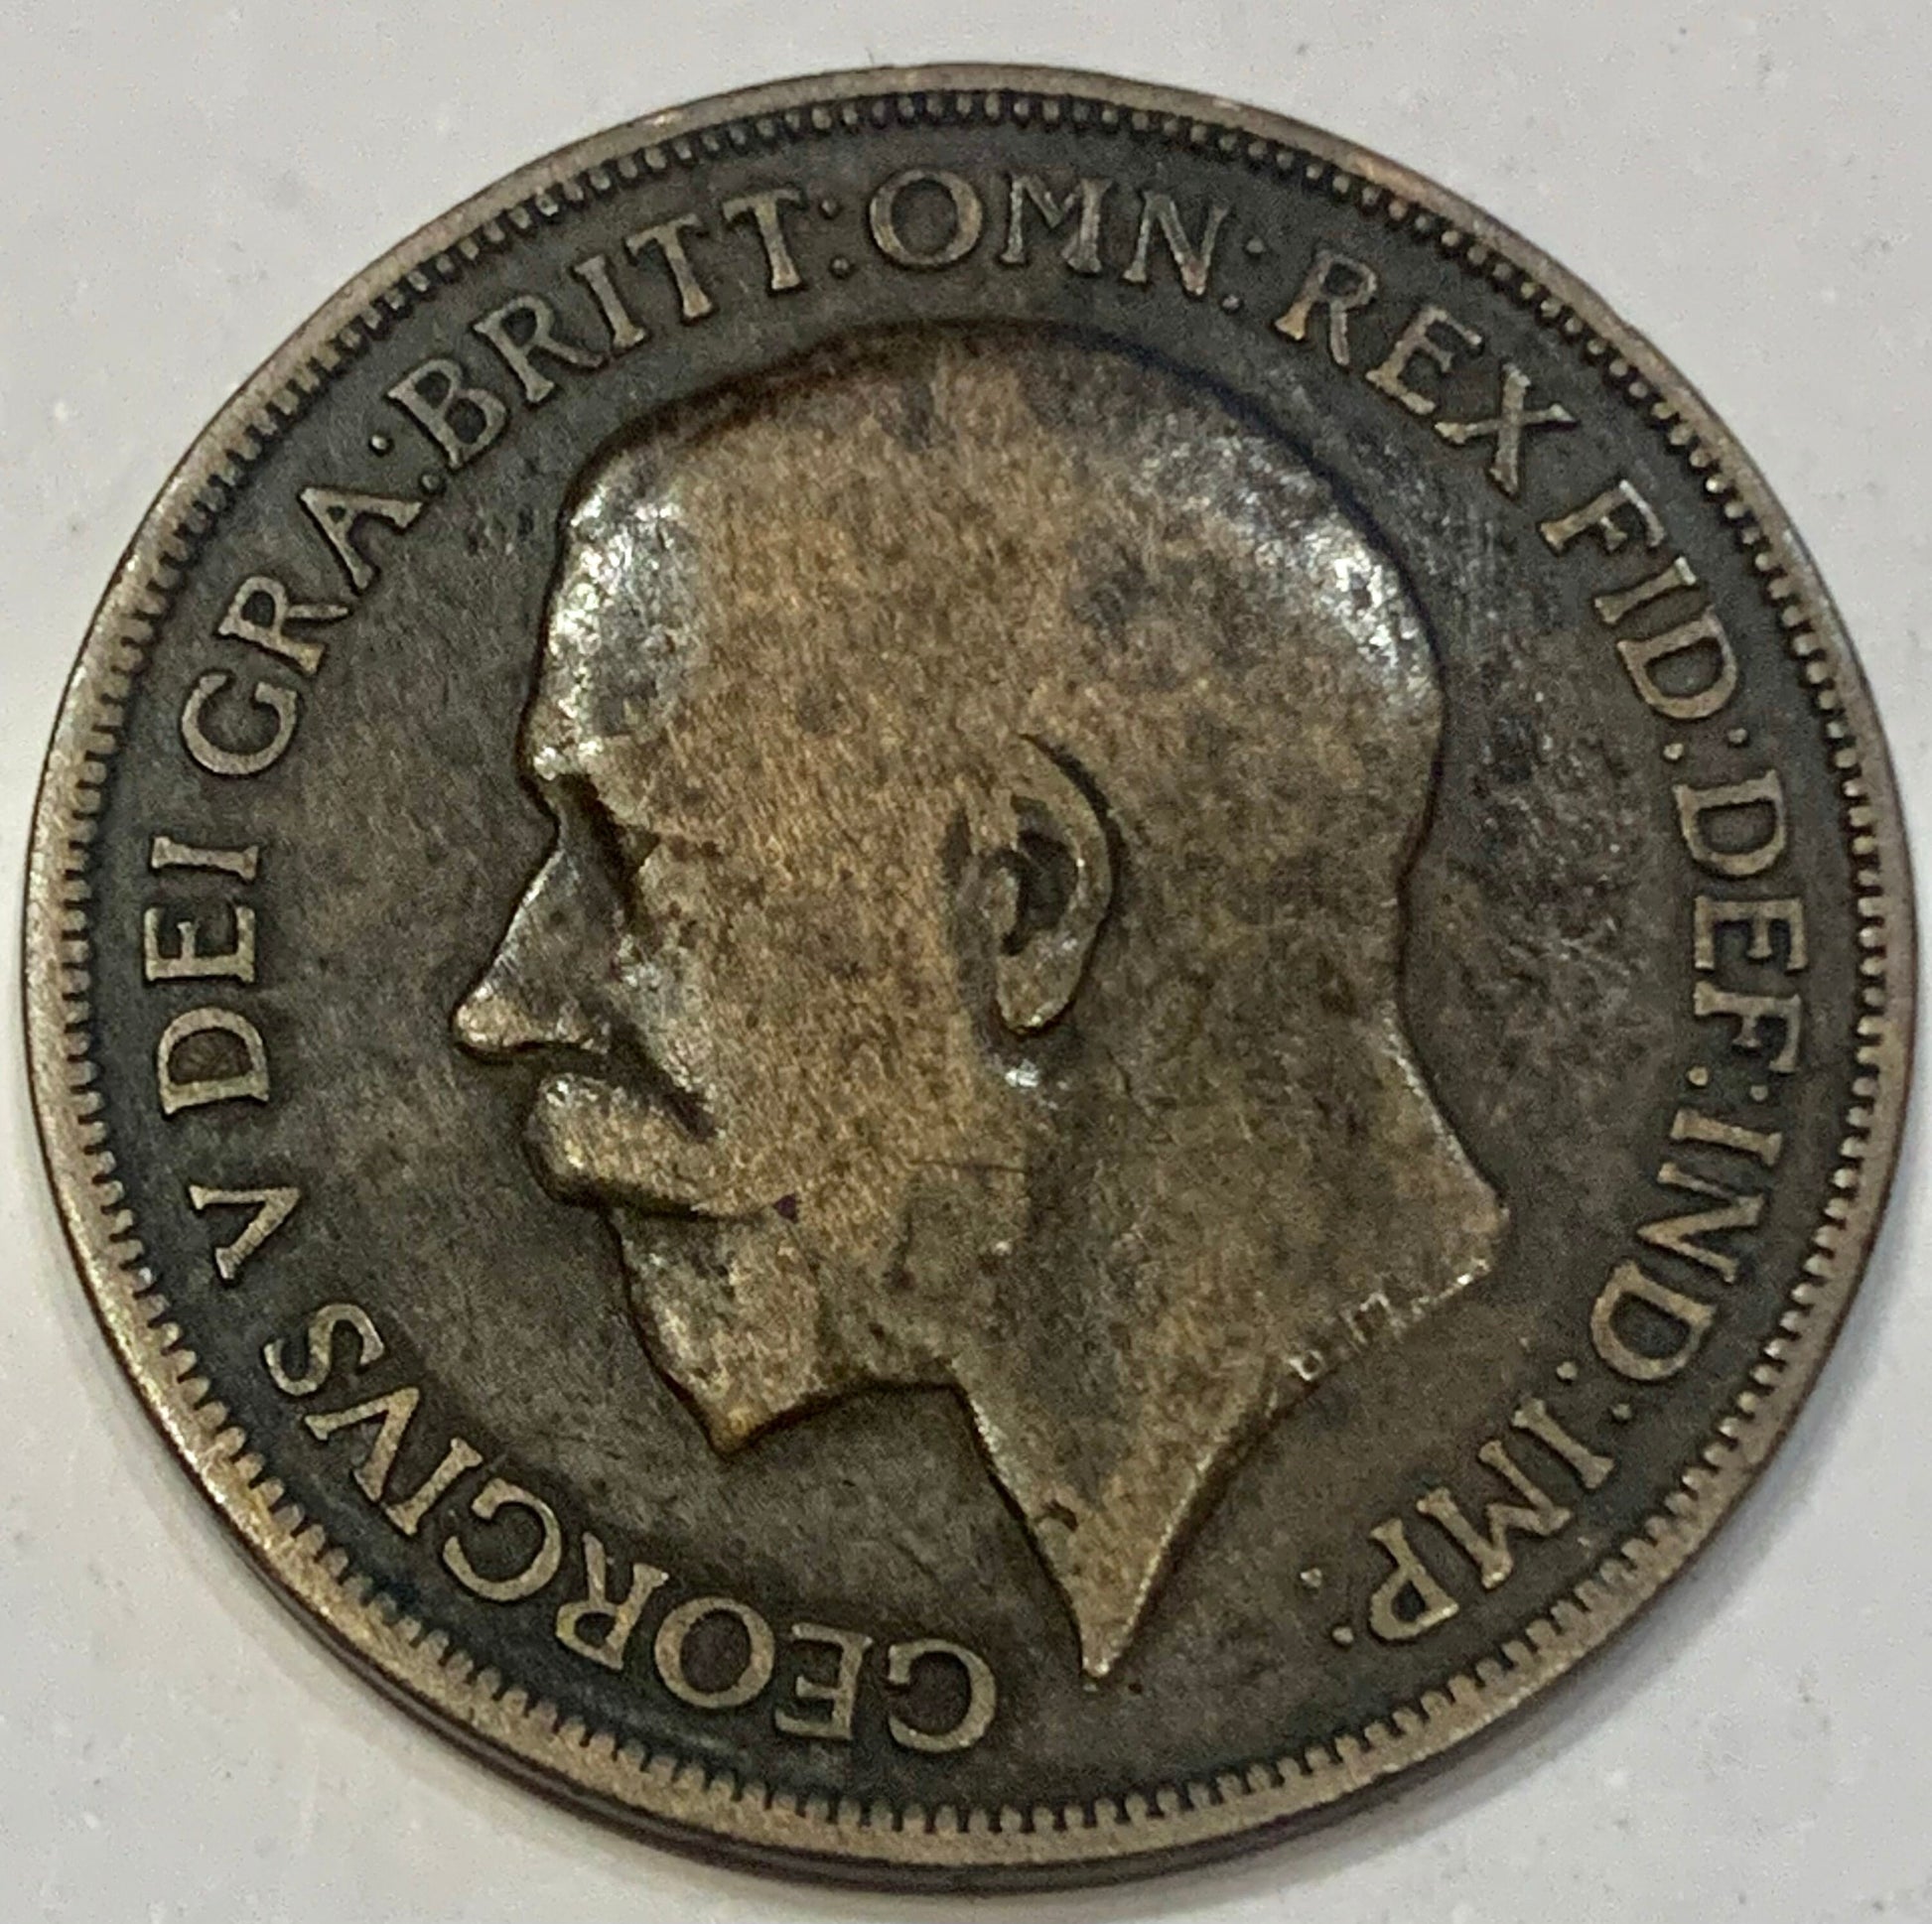 GEORGIVS V DEI GRA: BRITT: OMN: REX FID: DEF: IND: IMP:
B.M.